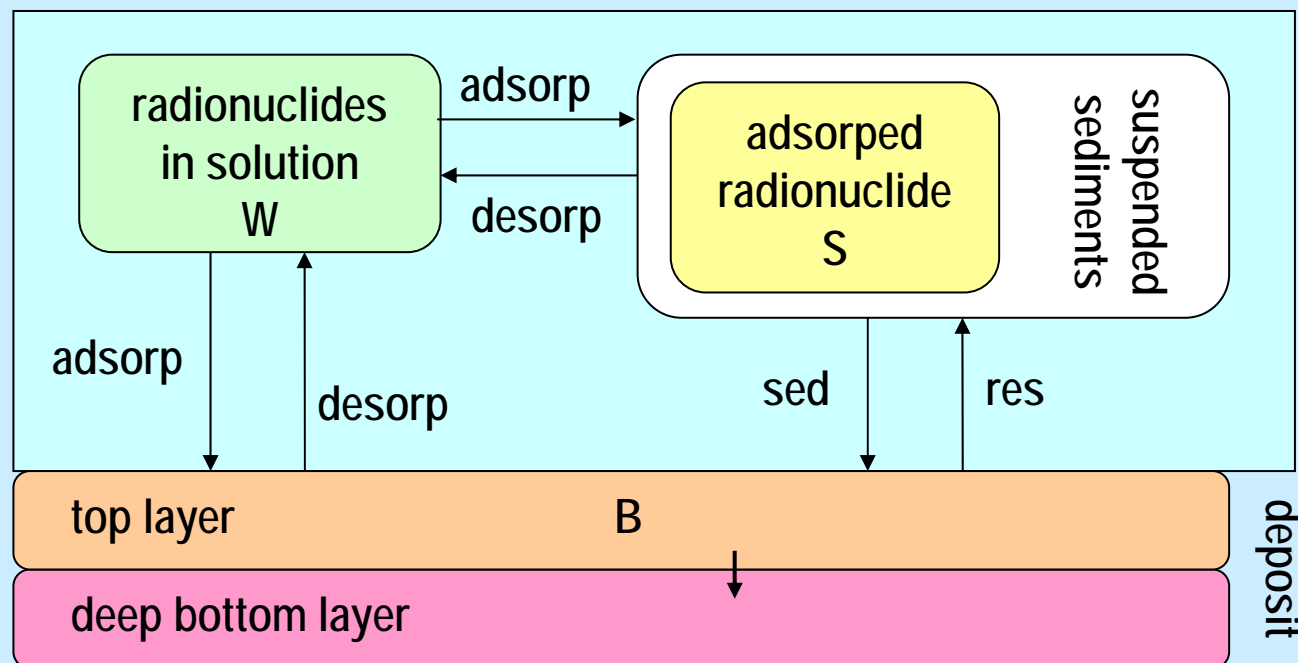 radionuclides
in solution
W
adsorp
desorp
adsorped
radionuclide
S
suspended
sediments
adsorp
desorp
sed
res
top layer
B
deep bottom layer
deposit